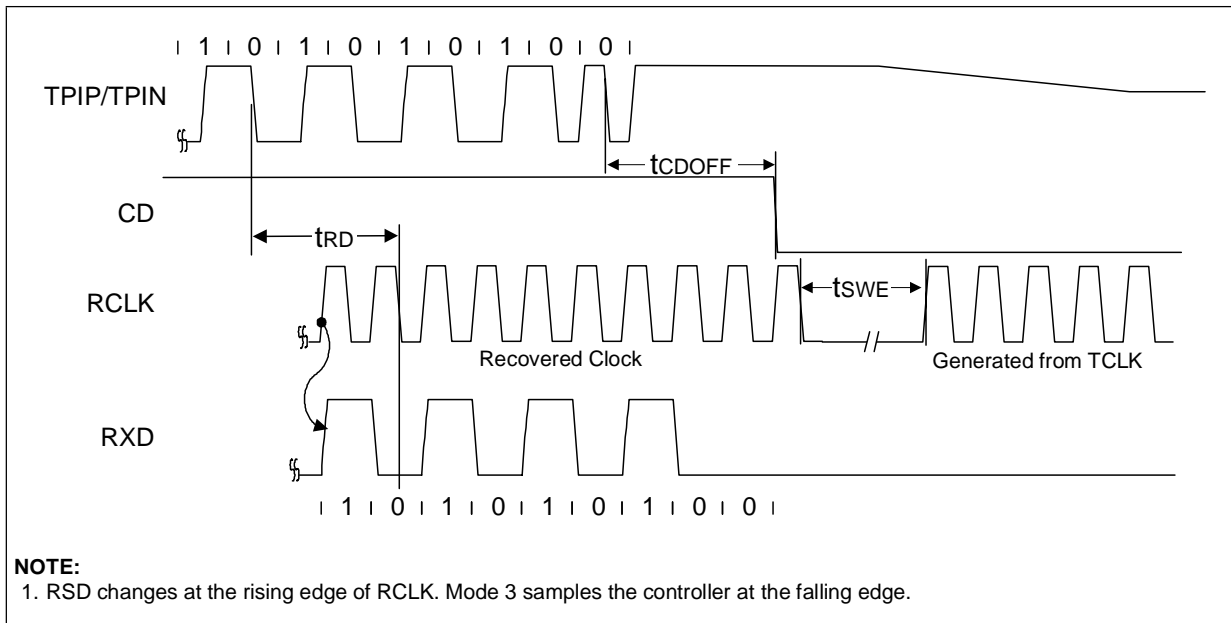 1 0 1 0 1 0 1 0 0
TPIP/TPIN
tCDOFF
CD
tRD
tSWE
RCLK
Recovered Clock
Generated from TCLK
RXD
1 0 1 0 1 0 1 0 0
NOTE:
1. RSD changes at the rising edge of RCLK. Mode 3 samples the controller at the falling edge.